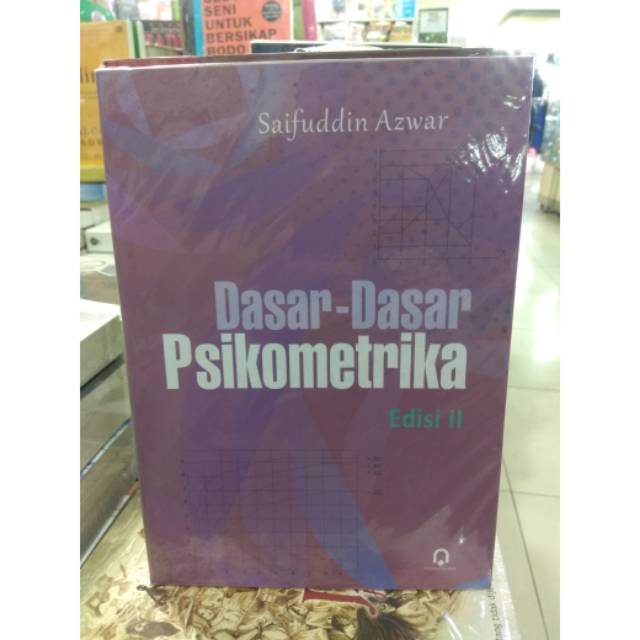 SENI
UNTUK
BERSIKAP
BODO
Saifuddin Azwar
Dasar-Dasar
Psikometrika
Edisi II